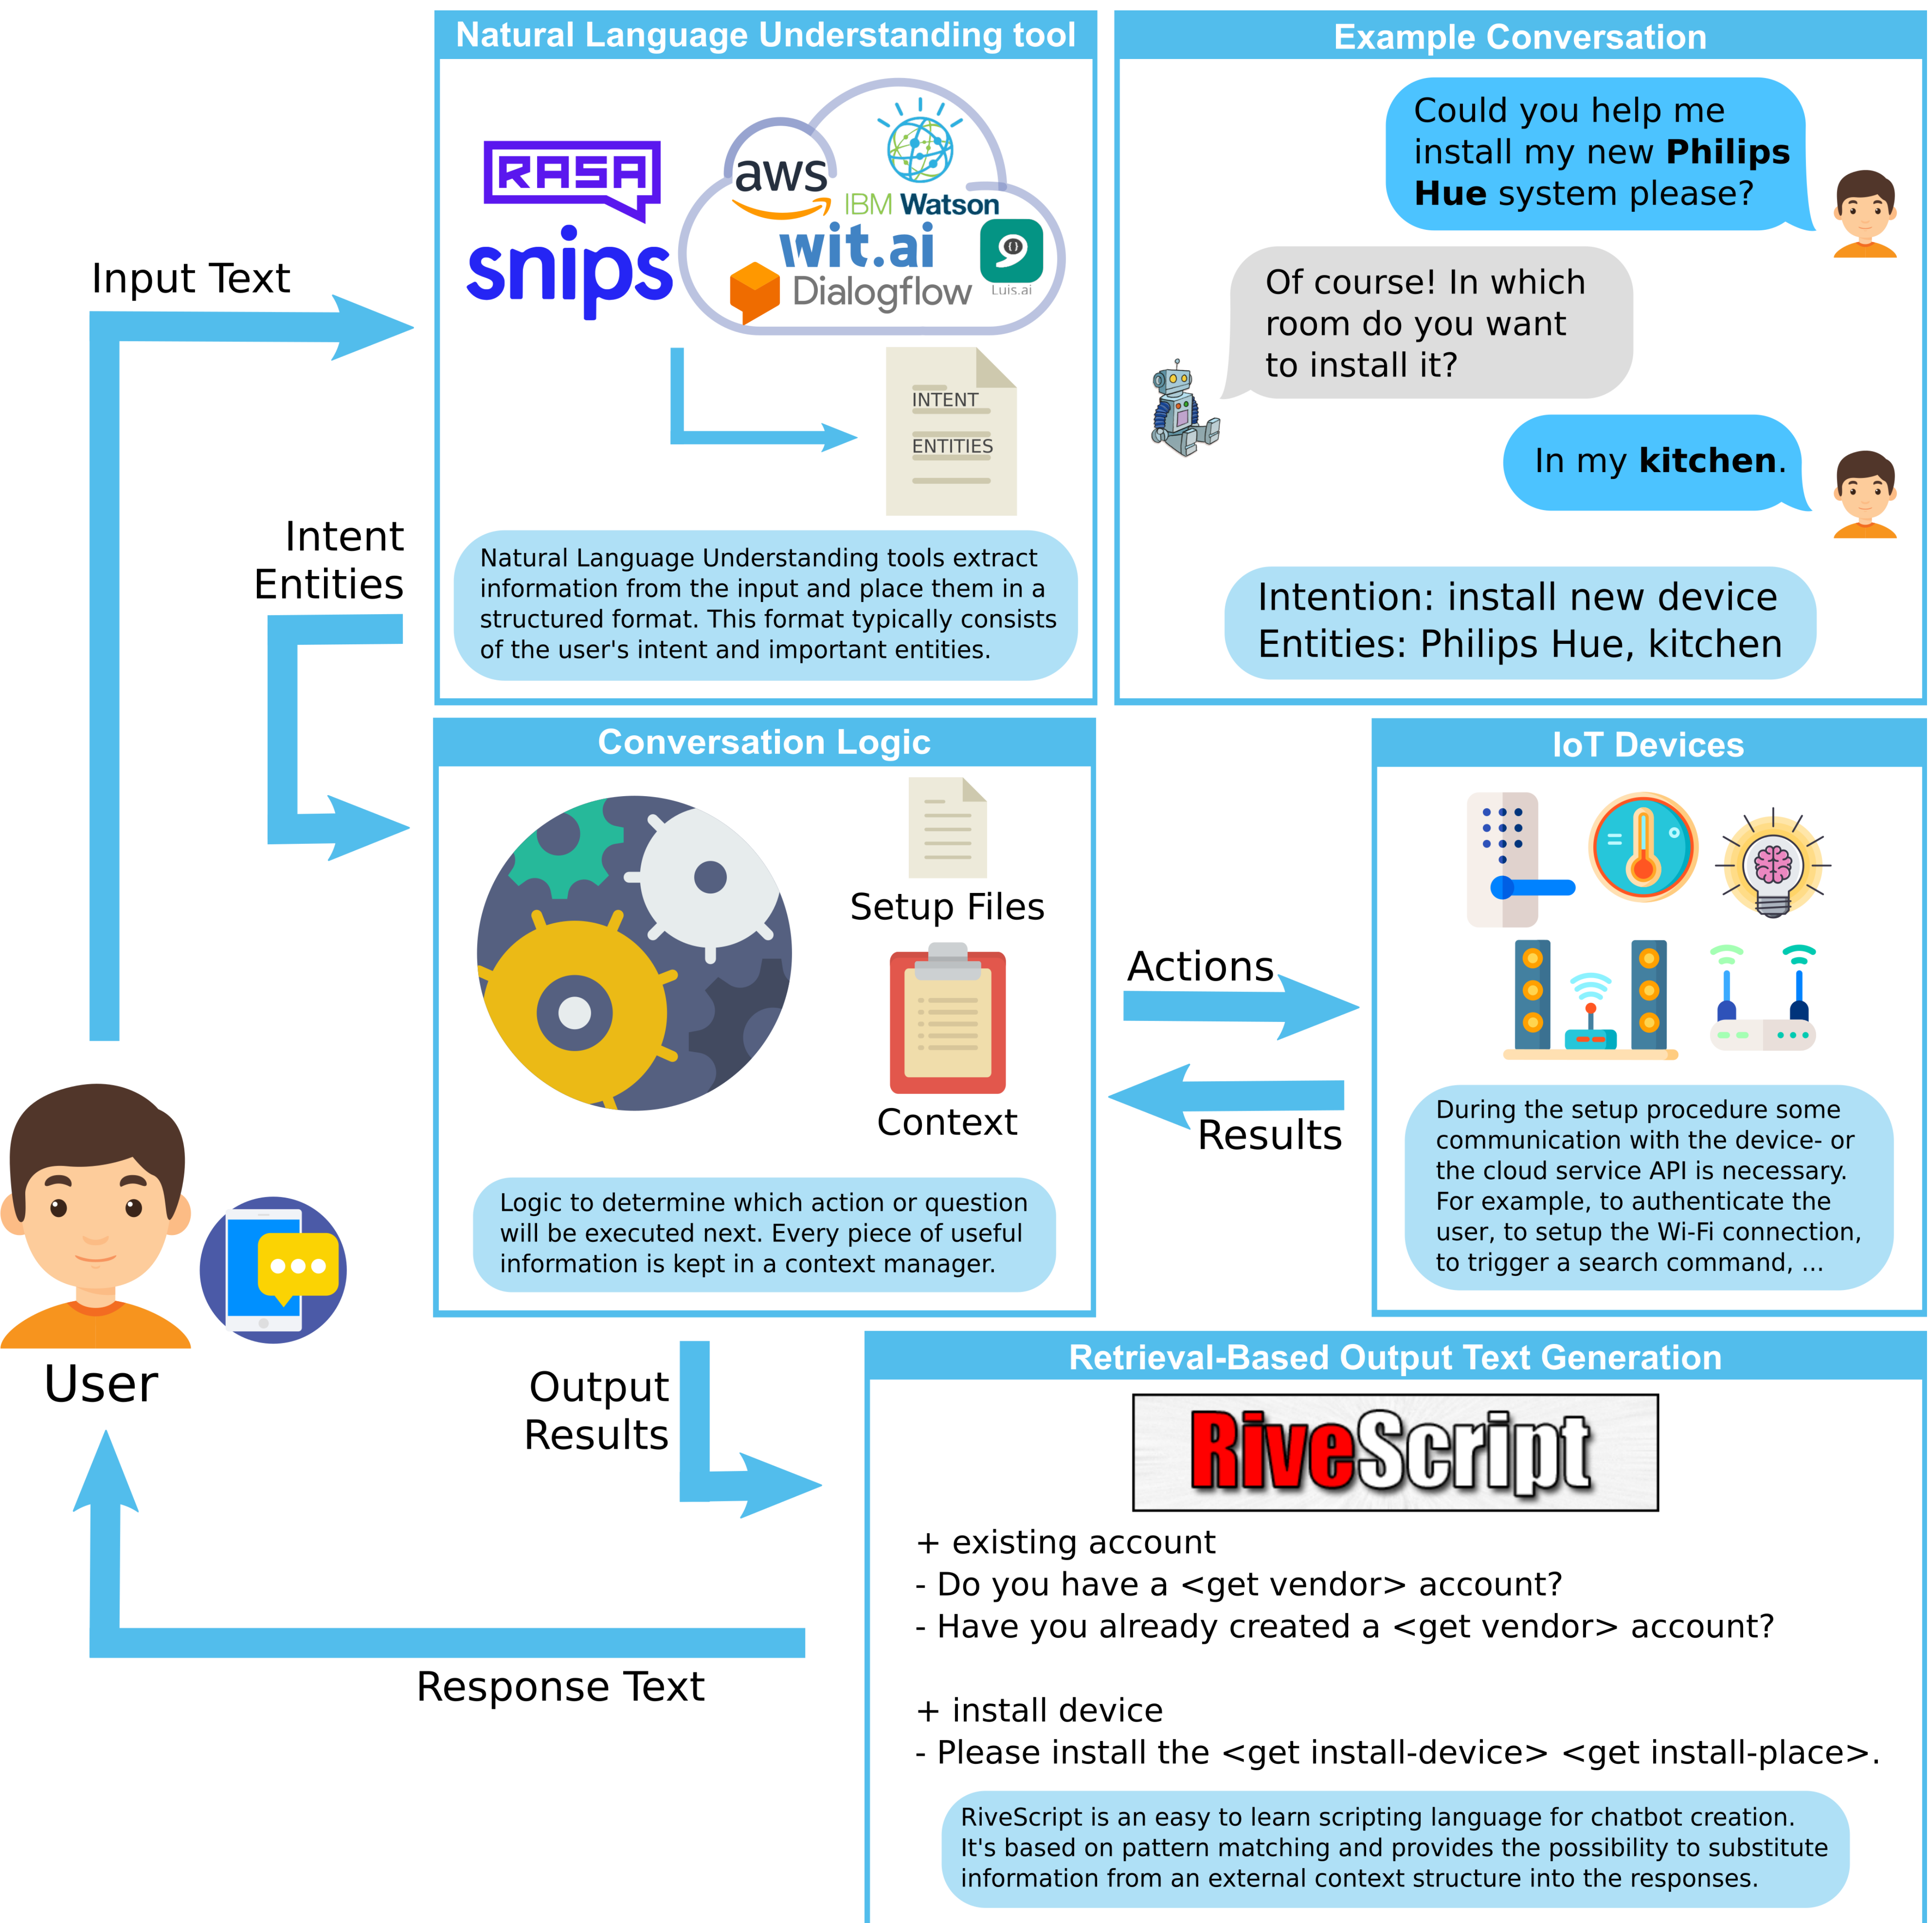 Natural Language Understanding tool
RASA
snips
aws
IBM Watson
wit.ai
Dialogflow
Luis.ai
INTENT
ENTITIES
Natural Language Understanding tools extract
information from the input and place them in a
structured format. This format typically consists
of the user's intent and important entities.
Example Conversation
Could you help me
install my new Philips
Hue system please?
Of course! In which
room do you want
to install it?
In my kitchen.
Intention: install new device
Entities: Philips Hue, kitchen
Input Text
Intent
Entities
Conversation Logic
Setup Files
Context
Logic to determine which action or question
will be executed next. Every piece of useful
information is kept in a context manager.
Actions
Results
IoT Devices
During the setup procedure some
communication with the device- or
the cloud service API is necessary.
For example, to authenticate the
user, to setup the Wi-Fi connection,
to trigger a search command, ...
User
Output
Results
Response Text
Retrieval-Based Output Text Generation
RiveScript
+ existing account
- Do you have a <get vendor> account?
- Have you already created a <get vendor> account?
+ install device
- Please install the <get install-device> <get install-place>.
RiveScript is an easy to learn scripting language for chatbot creation.
It's based on pattern matching and provides the possibility to substitute
information from an external context structure into the responses.